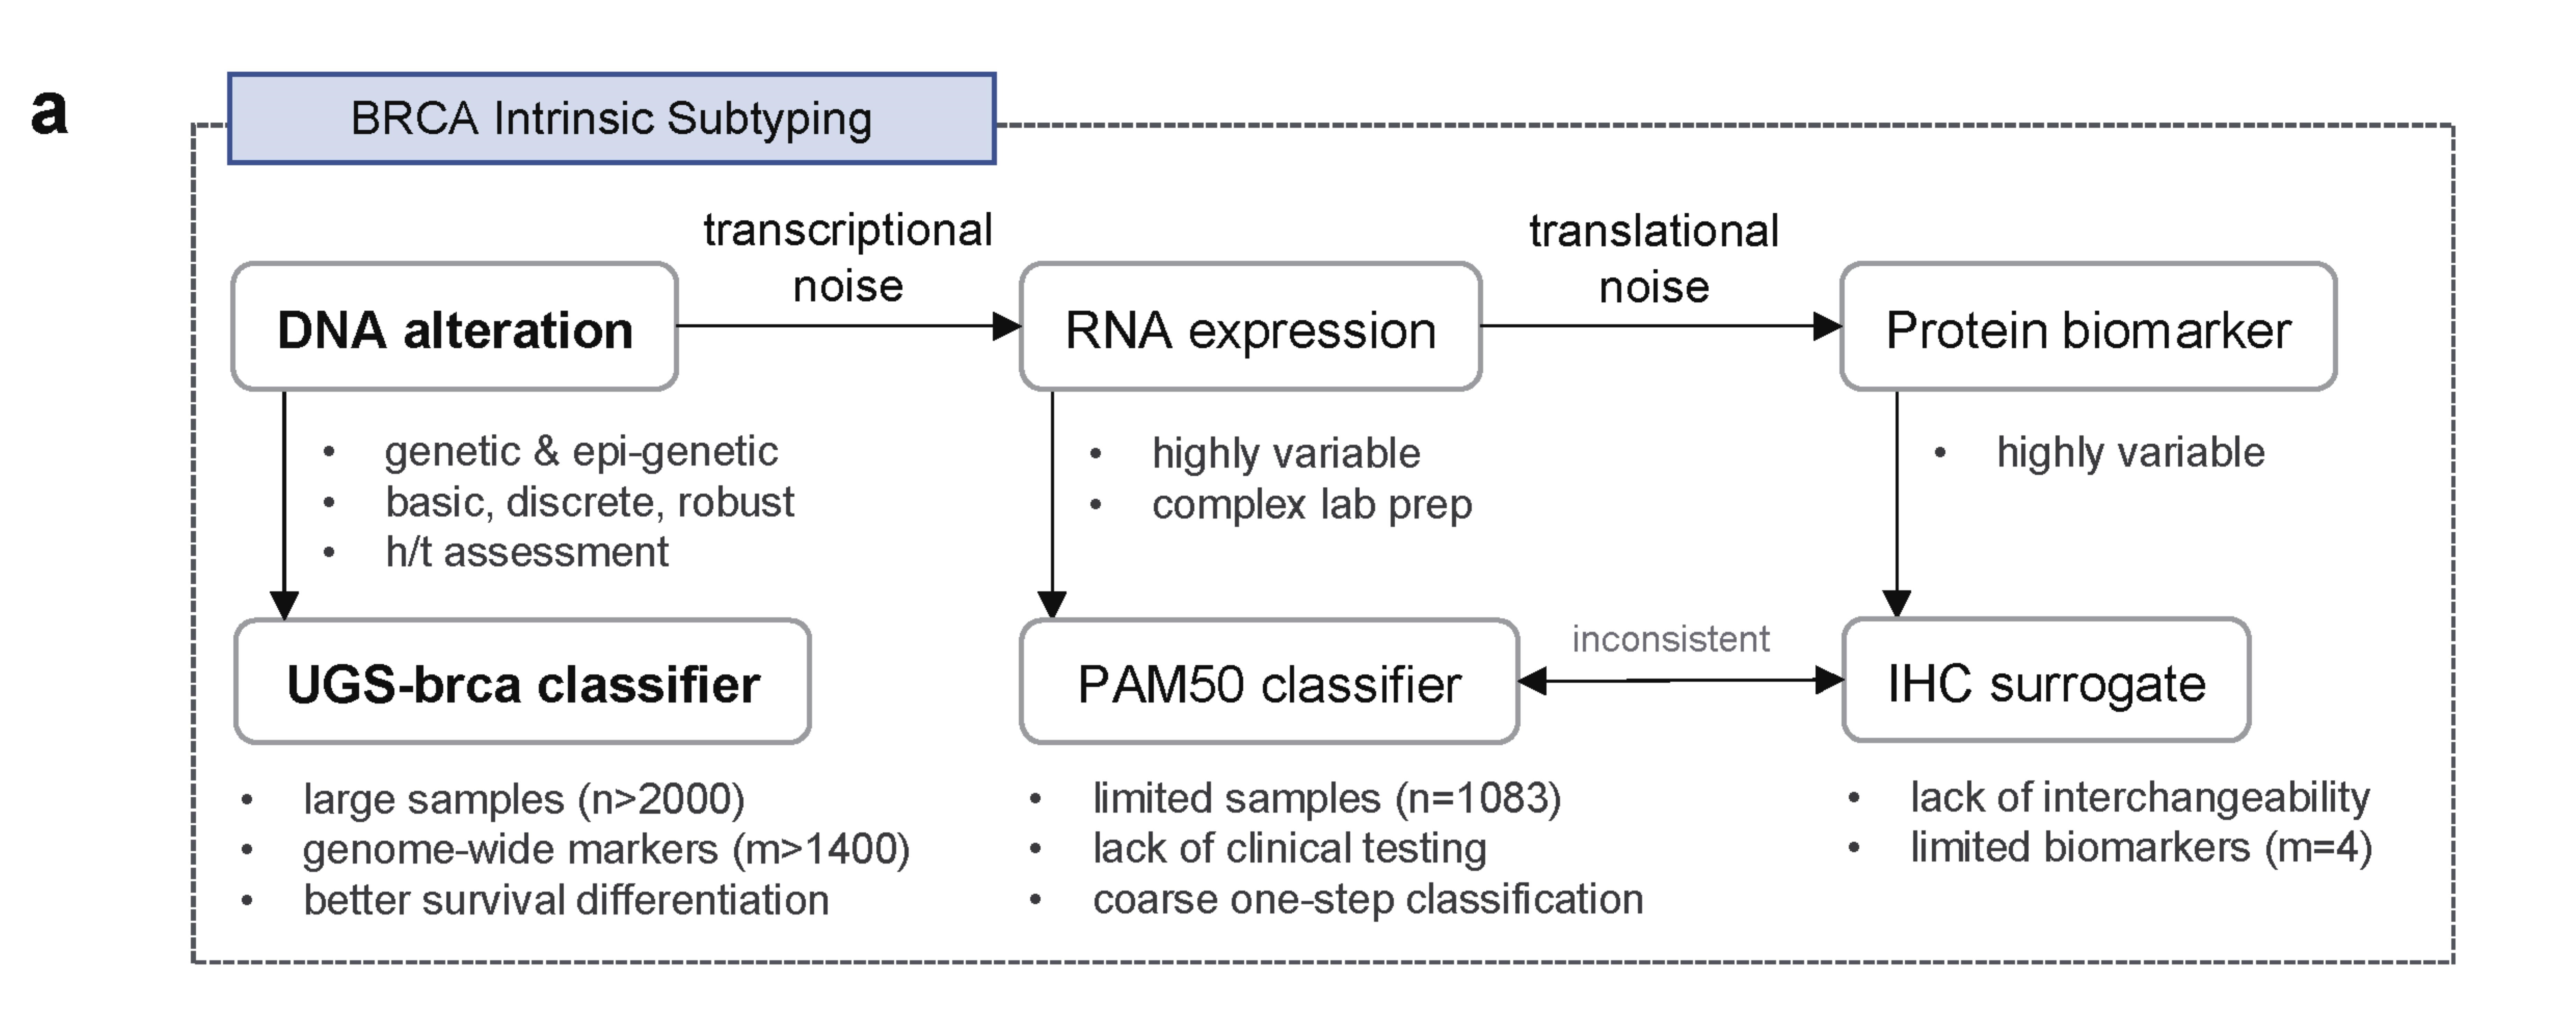 a
BRCA Intrinsic Subtyping
transcriptional
noise
translational
noise
DNA alteration
RNA expression
Protein biomarker
• genetic & epi-genetic
• basic, discrete, robust
• h/t assessment
• highly variable
• complex lab prep
• highly variable
UGS-brca classifier
PAM50 classifier
inconsistent
IHC surrogate
• large samples (n>2000)
• genome-wide markers (m>1400)
• better survival differentiation
• limited samples (n=1083)
• lack of clinical testing
• coarse one-step classification
• lack of interchangeability
• limited biomarkers (m=4)